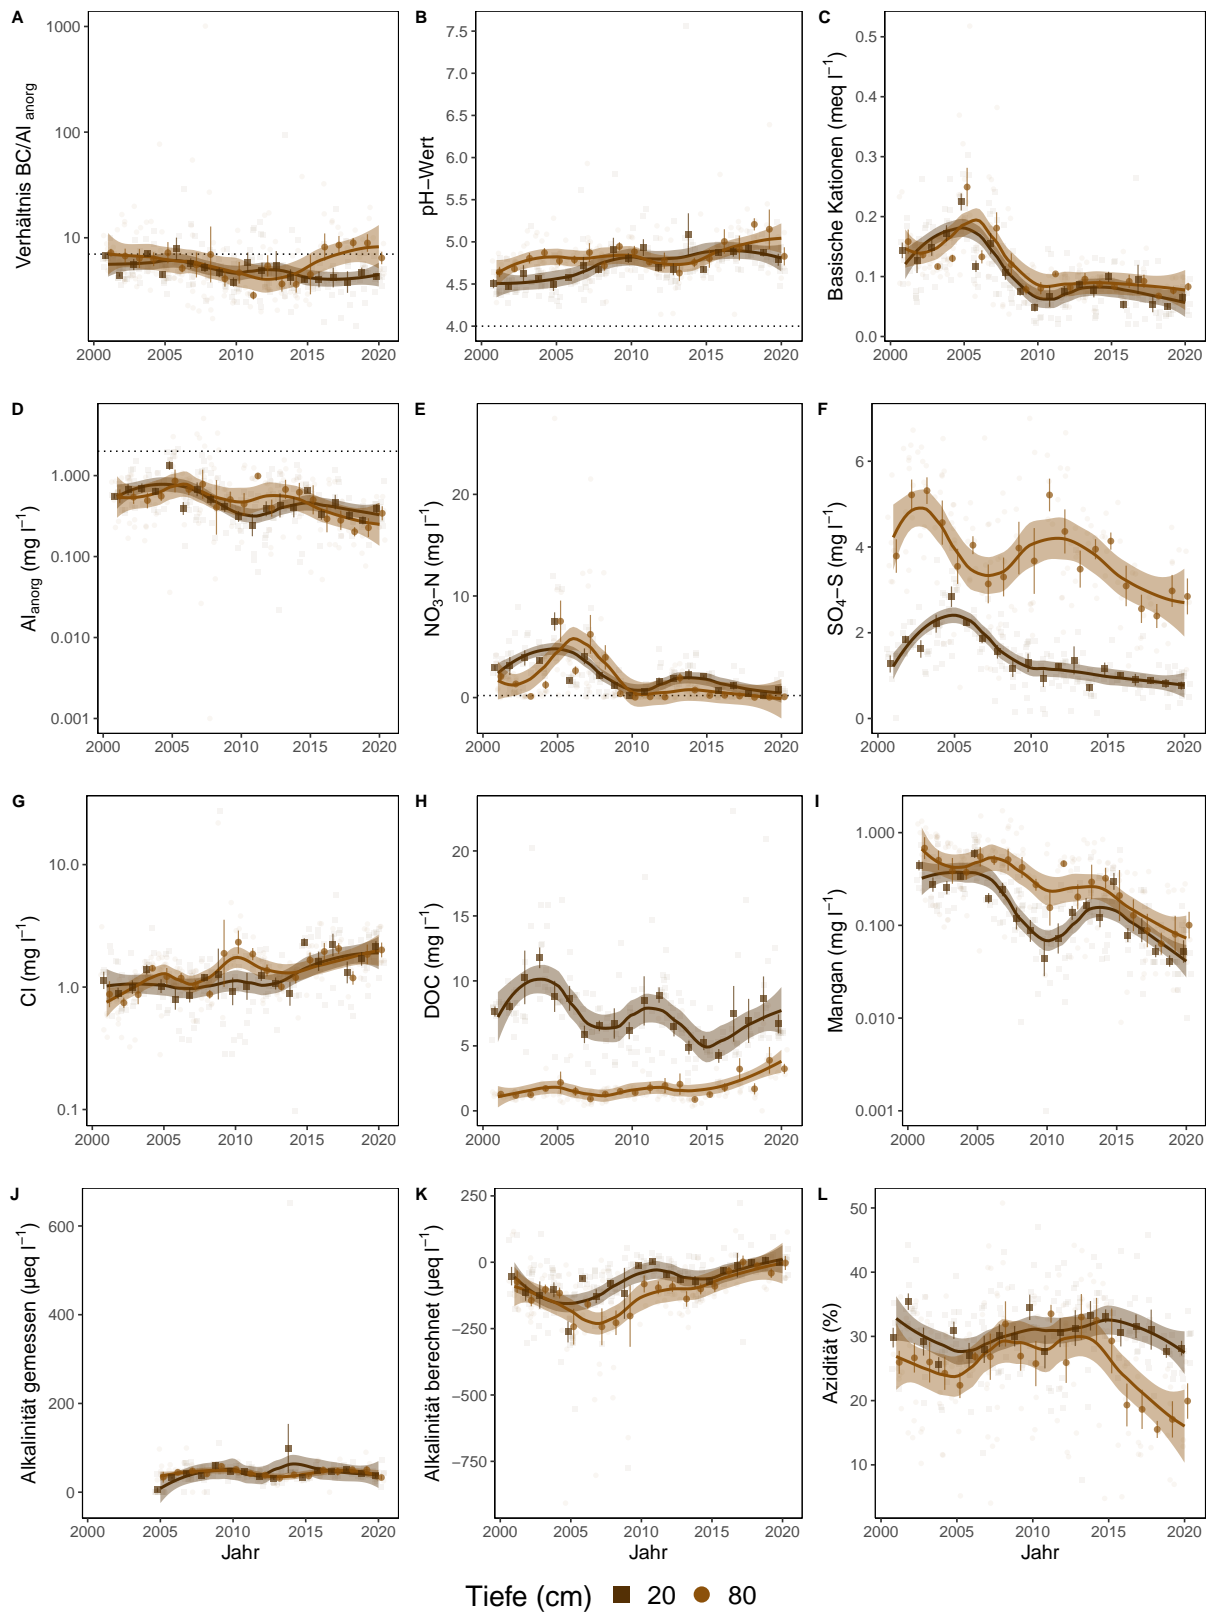 A
Verhältnis BC/Al anorg
1000
100
10
2000 2005 2010 2015 2020
B
pH−Wert
7.5
7.0
6.5
6.0
5.5
5.0
4.5
4.0
2000 2005 2010 2015 2020
C
Basische Kationen (meq l−1)
0.5
0.4
0.3
0.2
0.1
0.0
2000 2005 2010 2015 2020
D
Alanorg (mg l−1)
1.000
0.100
0.010
0.001
2000 2005 2010 2015 2020
E
NO3−N (mg l−1)
20
10
0
2000 2005 2010 2015 2020
F
SO4−S (mg l−1)
6
4
2
0
2000 2005 2010 2015 2020
G
Cl (mg l−1)
10.0
1.0
0.1
2000 2005 2010 2015 2020
H
DOC (mg l−1)
20
15
10
5
0
2000 2005 2010 2015 2020
I
Mangan (mg l−1)
1.000
0.100
0.010
0.001
2000 2005 2010 2015 2020
J
Alkalinität gemessen (µeq l−1)
600
400
200
0
2000 2005 2010 2015 2020
Jahr
K
Alkalinität berechnet (µeq l−1)
250
0
−250
−500
−750
2000 2005 2010 2015 2020
Jahr
L
Azidität (%)
50
40
30
20
10
2000 2005 2010 2015 2020
Jahr
Tiefe (cm) 20 80